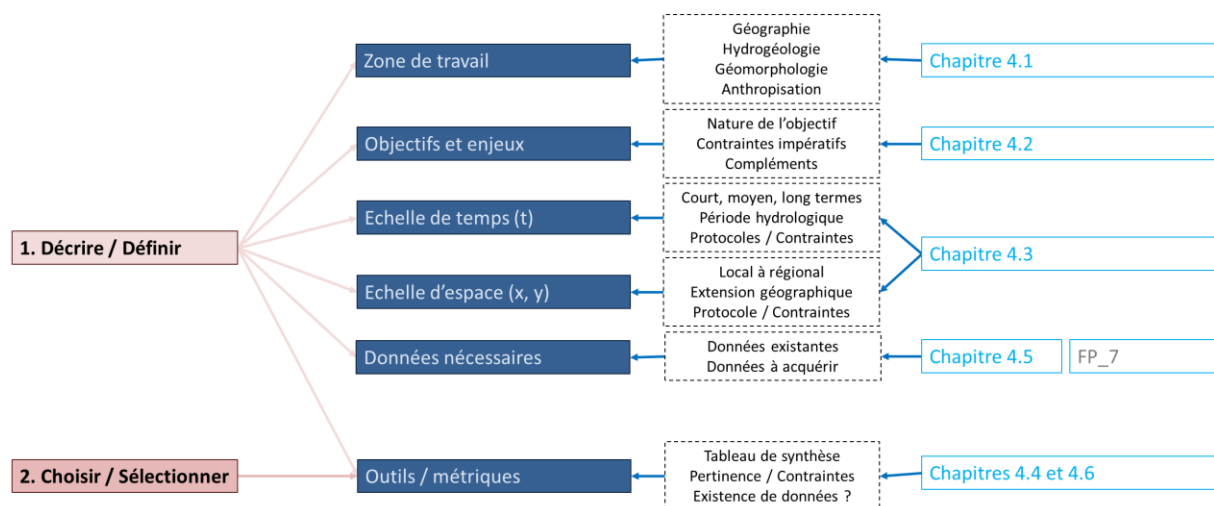 Géographie
Hydrogéologie
Géomorphologie
Anthropisation
Zone de travail
Chapitre 4.1
Nature de l'objectif
Contraintes impératifs
Compléments
Objectifs et enjeux
Chapitre 4.2
Court, moyen, long termes
Période hydrologique
Protocoles / Contraintes
Echelle de temps (t)
1. Décrire / Définir
Chapitre 4.3
Local à régional
Extension géographique
Protocole / Contraintes
Echelle d'espace (x, y)
Données existantes
Données à acquérir
Données nécessaires
Chapitre 4.5
FP_7
2. Choisir / Sélectionner
Outils / métriques
Tableau de synthèse
Pertinence / Contraintes
Existence de données ?
Chapitres 4.4 et 4.6